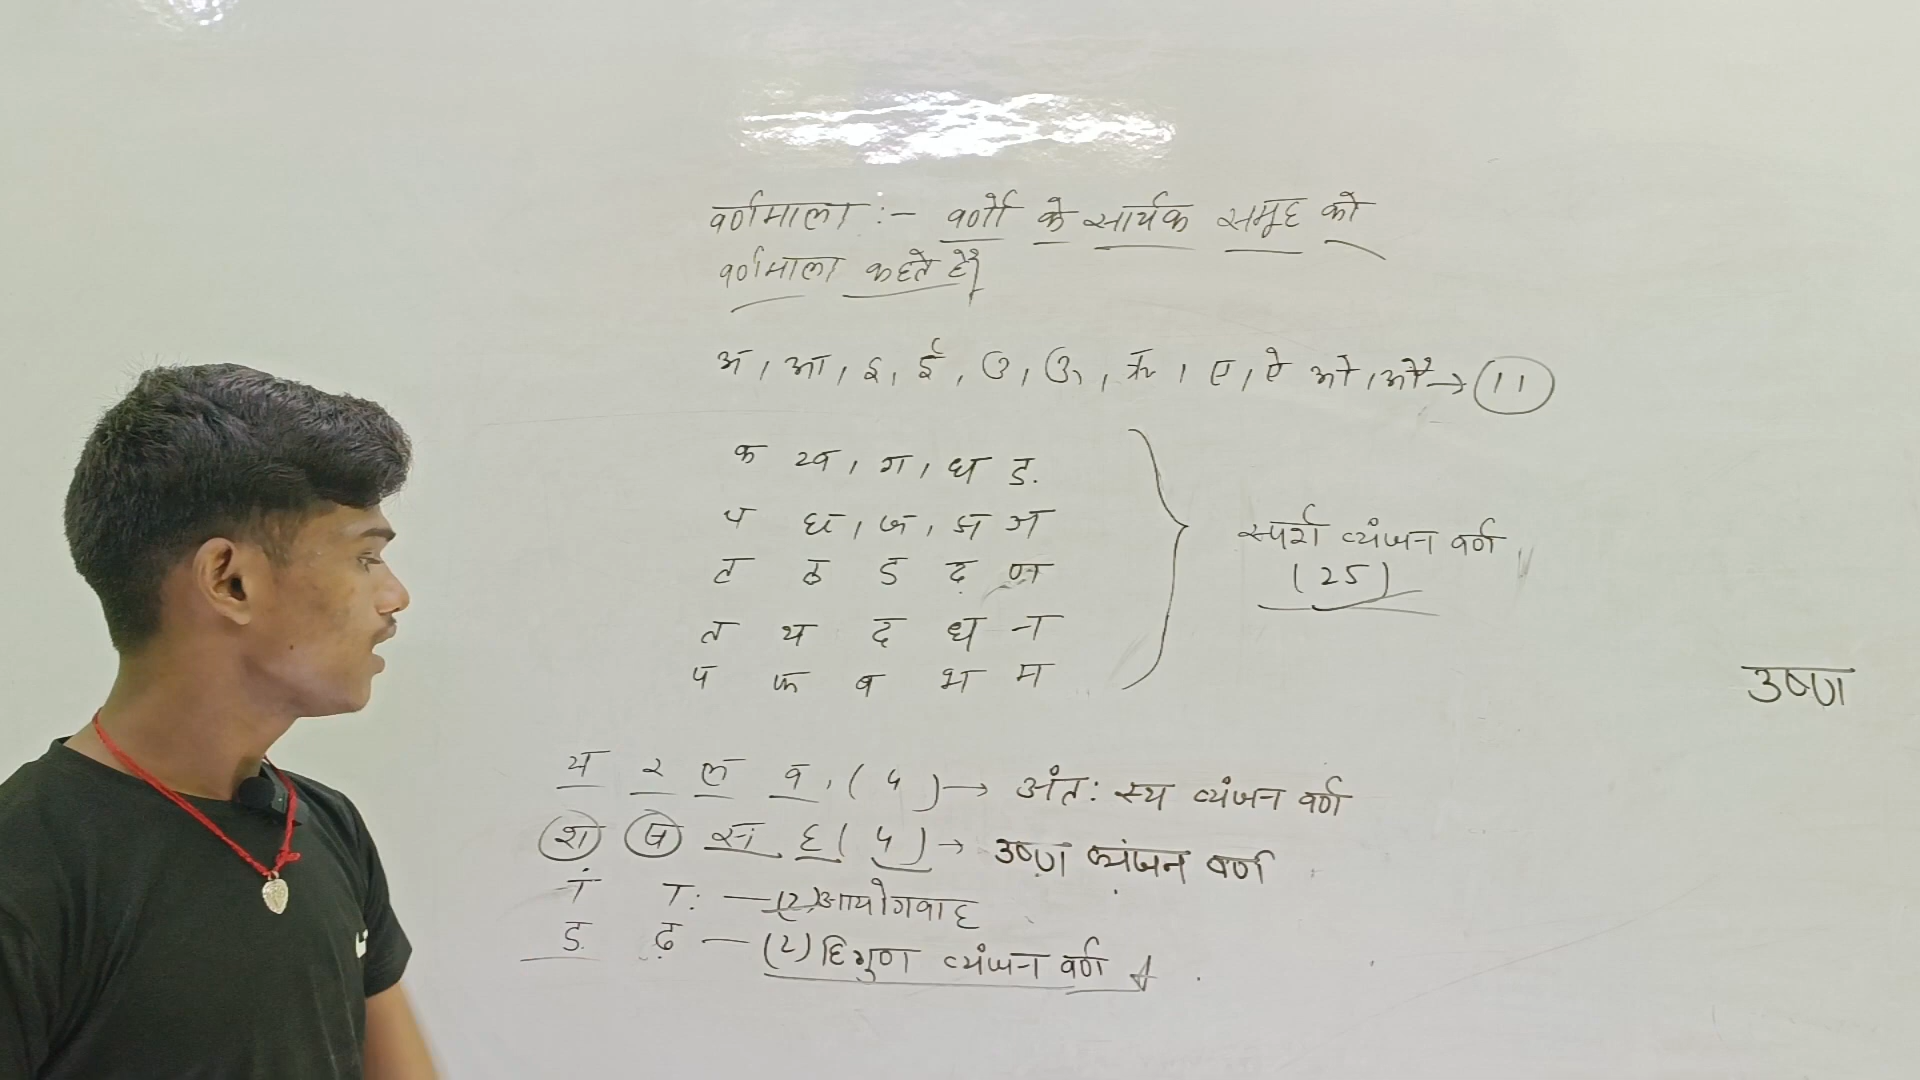 वर्णमाला :- वर्णों के सार्थक समूह को
वर्णमाला कहते हैं।
अ, आ, इ, ई, उ, ऊ, ऋ, ए, ऐ ओ, औ → 11
क ख, ग, घ ङ
च छ, ज, झ ञ
ट ठ ड ढ ण
त थ द ध न
प फ ब भ म
स्पर्श व्यंजन वर्ण
(25)
उष्ण
य र ल व, (4) → अंत: स्थ व्यंजन वर्ण
श ष स ह (4) → उष्ण व्यंजन वर्ण
ां ा: — (2) आयोगवाह
ड़ ढ़ — (2) द्विगुण व्यंजन वर्ण